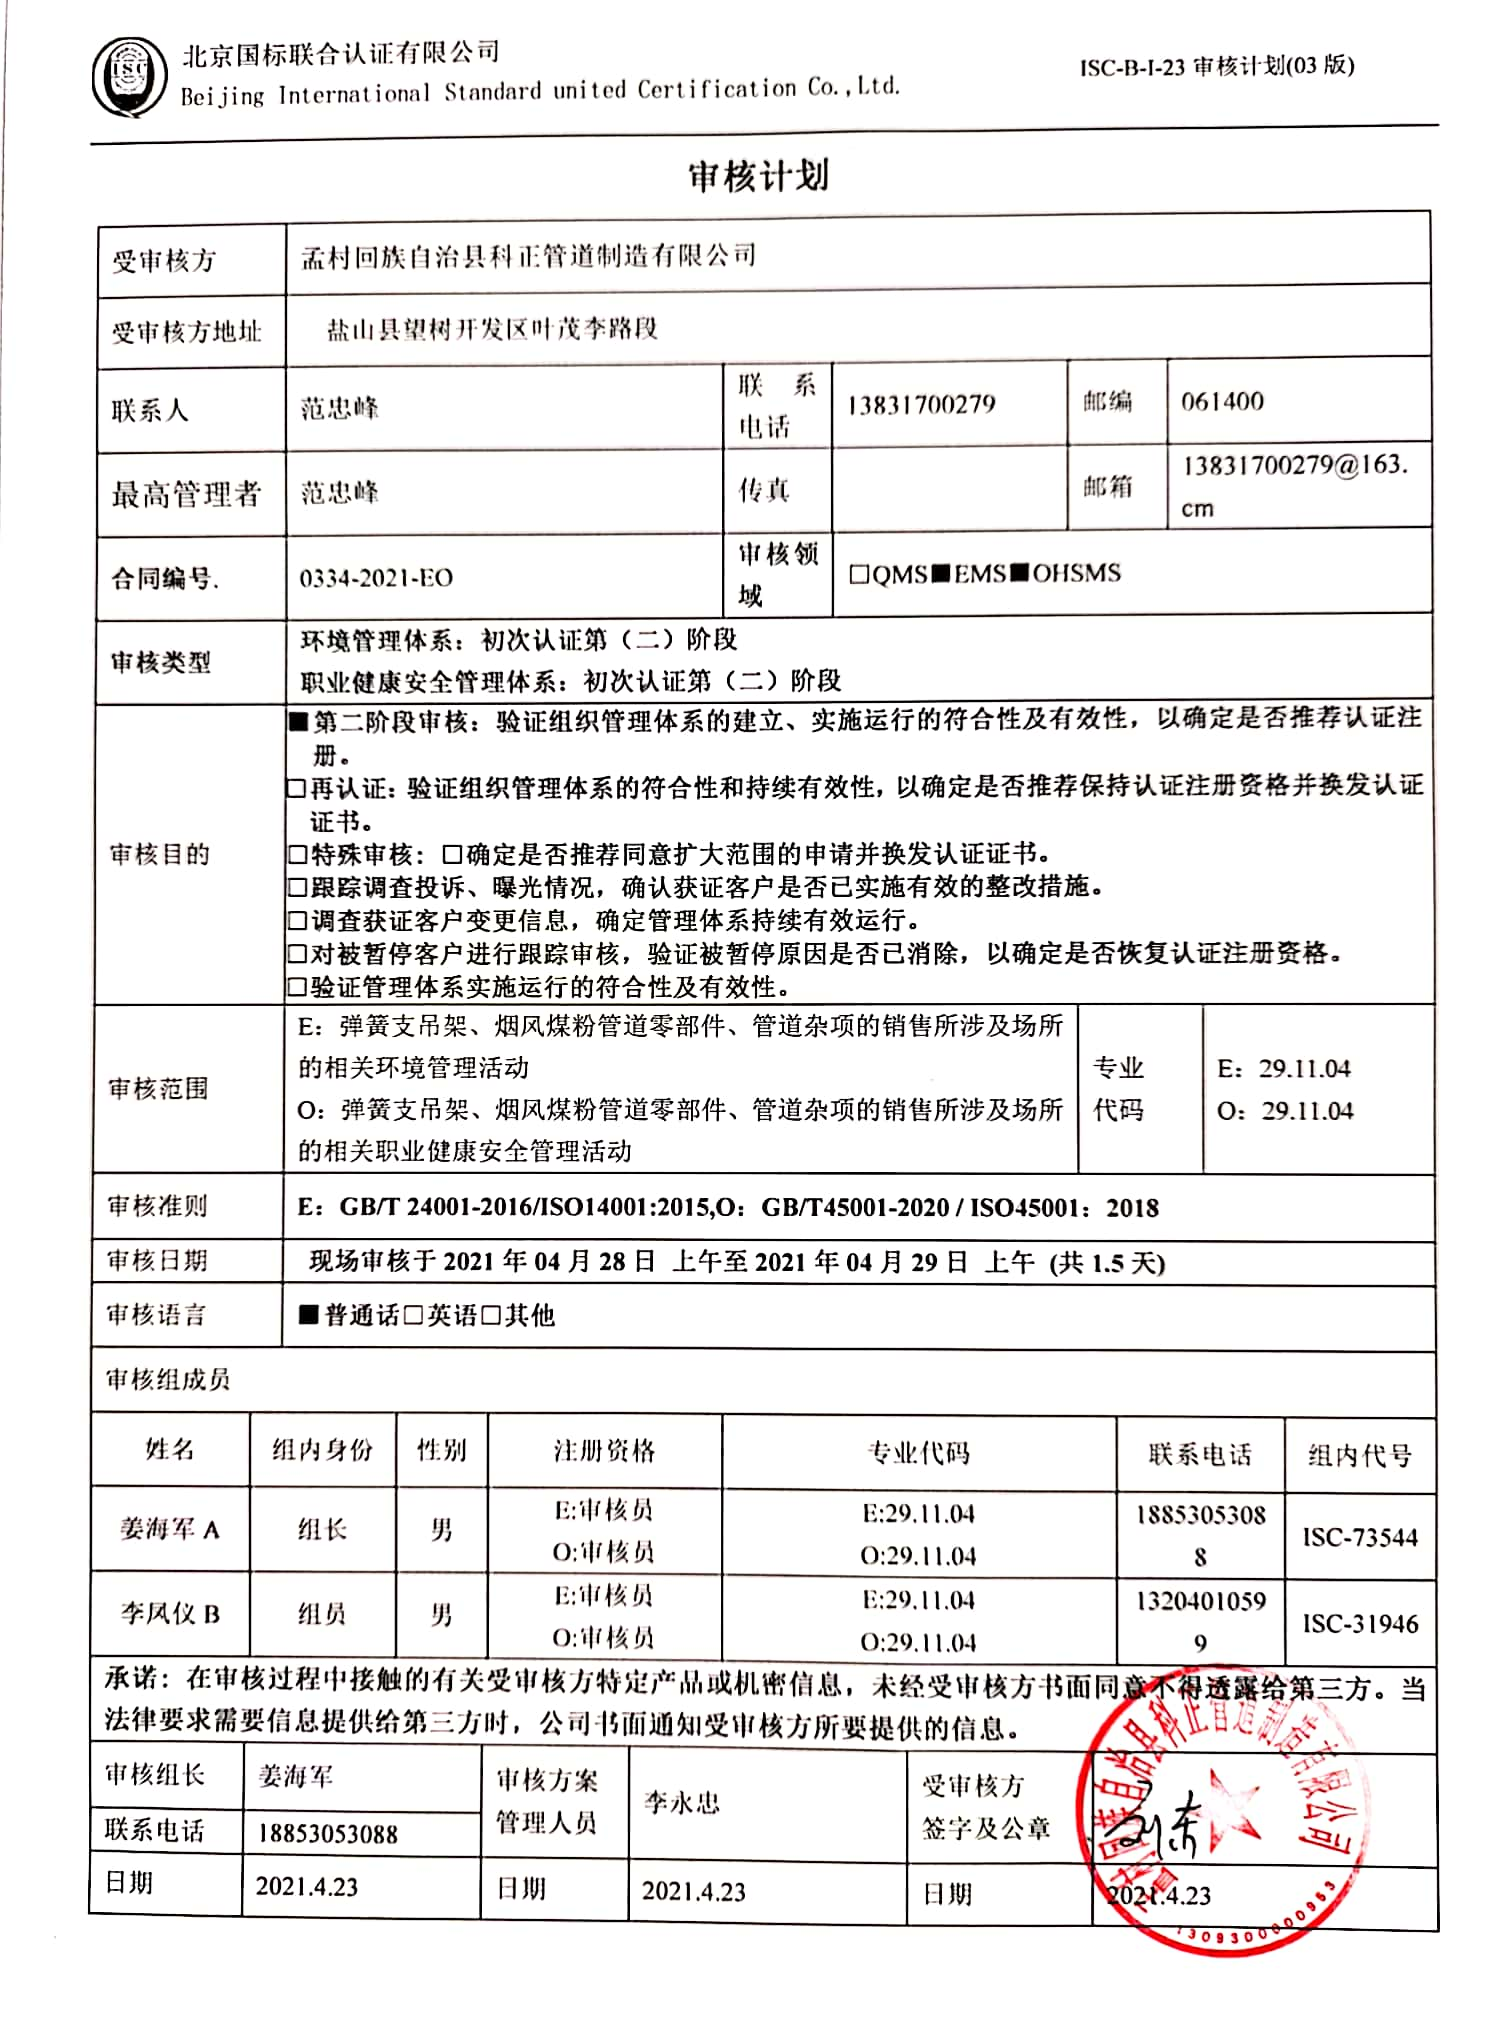 北京国标联合认证有限公司
Beijing International Standard united Certification Co.,Ltd.
ISC-B-I-23 审核计划(03 版)
审核计划
受审核方 孟村回族自治县科正管道制造有限公司
受审核方地址 盐山县望树开发区叶茂李路段
联系人 范忠峰 联系电话 13831700279 邮编 061400
最高管理者 范忠峰 传真 邮箱 13831700279@163.
cm
合同编号. 0334-2021-EO 审核领域 □QMS■EMS■OHSMS
审核类型 环境管理体系：初次认证第（二）阶段
职业健康安全管理体系：初次认证第（二）阶段
审核目的
■第二阶段审核：验证组织管理体系的建立、实施运行的符合性及有效性，以确定是否推荐认证注
册。
□再认证：验证组织管理体系的符合性和持续有效性，以确定是否推荐保持认证注册资格并换发认证
证书。
□特殊审核：□确定是否推荐同意扩大范围的申请并换发认证证书。
□跟踪调查投诉、曝光情况，确认获证客户是否已实施有效的整改措施。
□调查获证客户变更信息，确定管理体系持续有效运行。
□对被暂停客户进行跟踪审核，验证被暂停原因是否已消除，以确定是否恢复认证注册资格。
□验证管理体系实施运行的符合性及有效性。
审核范围
E：弹簧支吊架、烟风煤粉管道零部件、管道杂项的销售所涉及场所
的相关环境管理活动
O：弹簧支吊架、烟风煤粉管道零部件、管道杂项的销售所涉及场所
的相关职业健康安全管理活动
专业
代码
E：29.11.04
O：29.11.04
审核准则 E：GB/T 24001-2016/ISO14001:2015,O：GB/T45001-2020 / ISO45001：2018
审核日期 现场审核于 2021 年 04 月 28 日 上午至 2021 年 04 月 29 日 上午 (共 1.5 天)
审核语言 ■普通话□英语□其他
审核组成员
姓名 组内身份 性别 注册资格 专业代码 联系电话 组内代号
姜海军 A 组长 男 E:审核员 E:29.11.04 1885305308 ISC-73544
O:审核员 O:29.11.04 8
李凤仪 B 组员 男 E:审核员 E:29.11.04 1320401059 ISC-31946
O:审核员 O:29.11.04 9
承诺：在审核过程中接触的有关受审核方特定产品或机密信息，未经受审核方书面同意不得透露给第三方。当
法律要求需要信息提供给第三方时，公司书面通知受审核方所要提供的信息。
审核组长 姜海军
联系电话 18853053088
审核方案
管理人员
李永忠
受审核方
签字及公章
日期 2021.4.23 日期 2021.4.23 日期 2021.4.23
村回族自治县科正管道制造有限公司
1309300000953